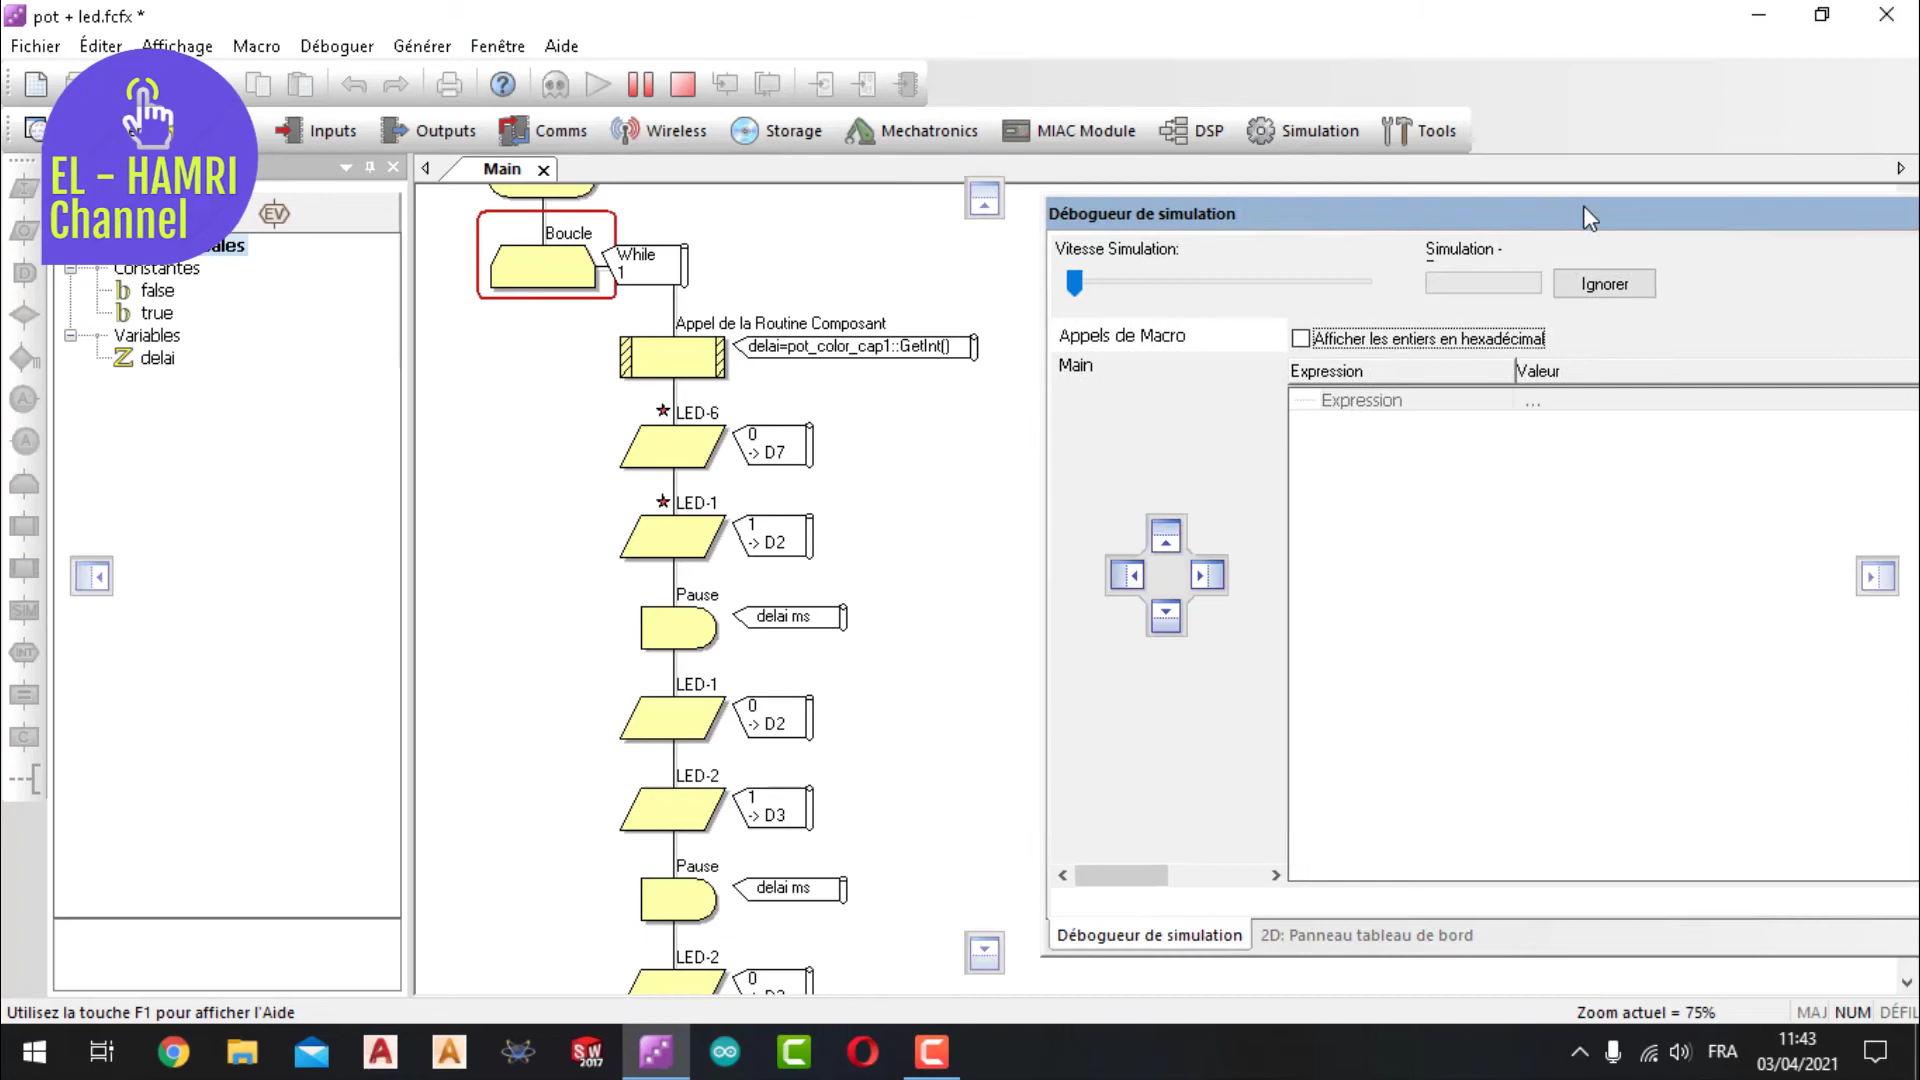 pot + led.fcfx *
Fichier Éditer Affichage Macro Déboguer Générer Fenêtre Aide
Inputs Outputs Comms Wireless Storage Mechatronics MIAC Module DSP Simulation Tools
EL - HAMRI
Channel
EV
ales
Constantes
false
true
Variables
Z delai
Main
Boucle
While
1
Appel de la Routine Composant
delai=pot_color_cap1::GetInt()
LED-6
0
-> D7
LED-1
1
-> D2
Pause
delai ms
LED-1
0
-> D2
LED-2
1
-> D3
Pause
delai ms
LED-2
0
Débogueur de simulation
Vitesse Simulation:
Simulation -
Ignorer
Appels de Macro
Afficher les entiers en hexadécimal
Main
Expression Valeur
Expression ...
Débogueur de simulation 2D: Panneau tableau de bord
SIM
INT
Utilisez la touche F1 pour afficher l'Aide
Zoom actuel = 75% MAJ NUM DÉFIL
SW
2017
FRA
11:43
03/04/2021